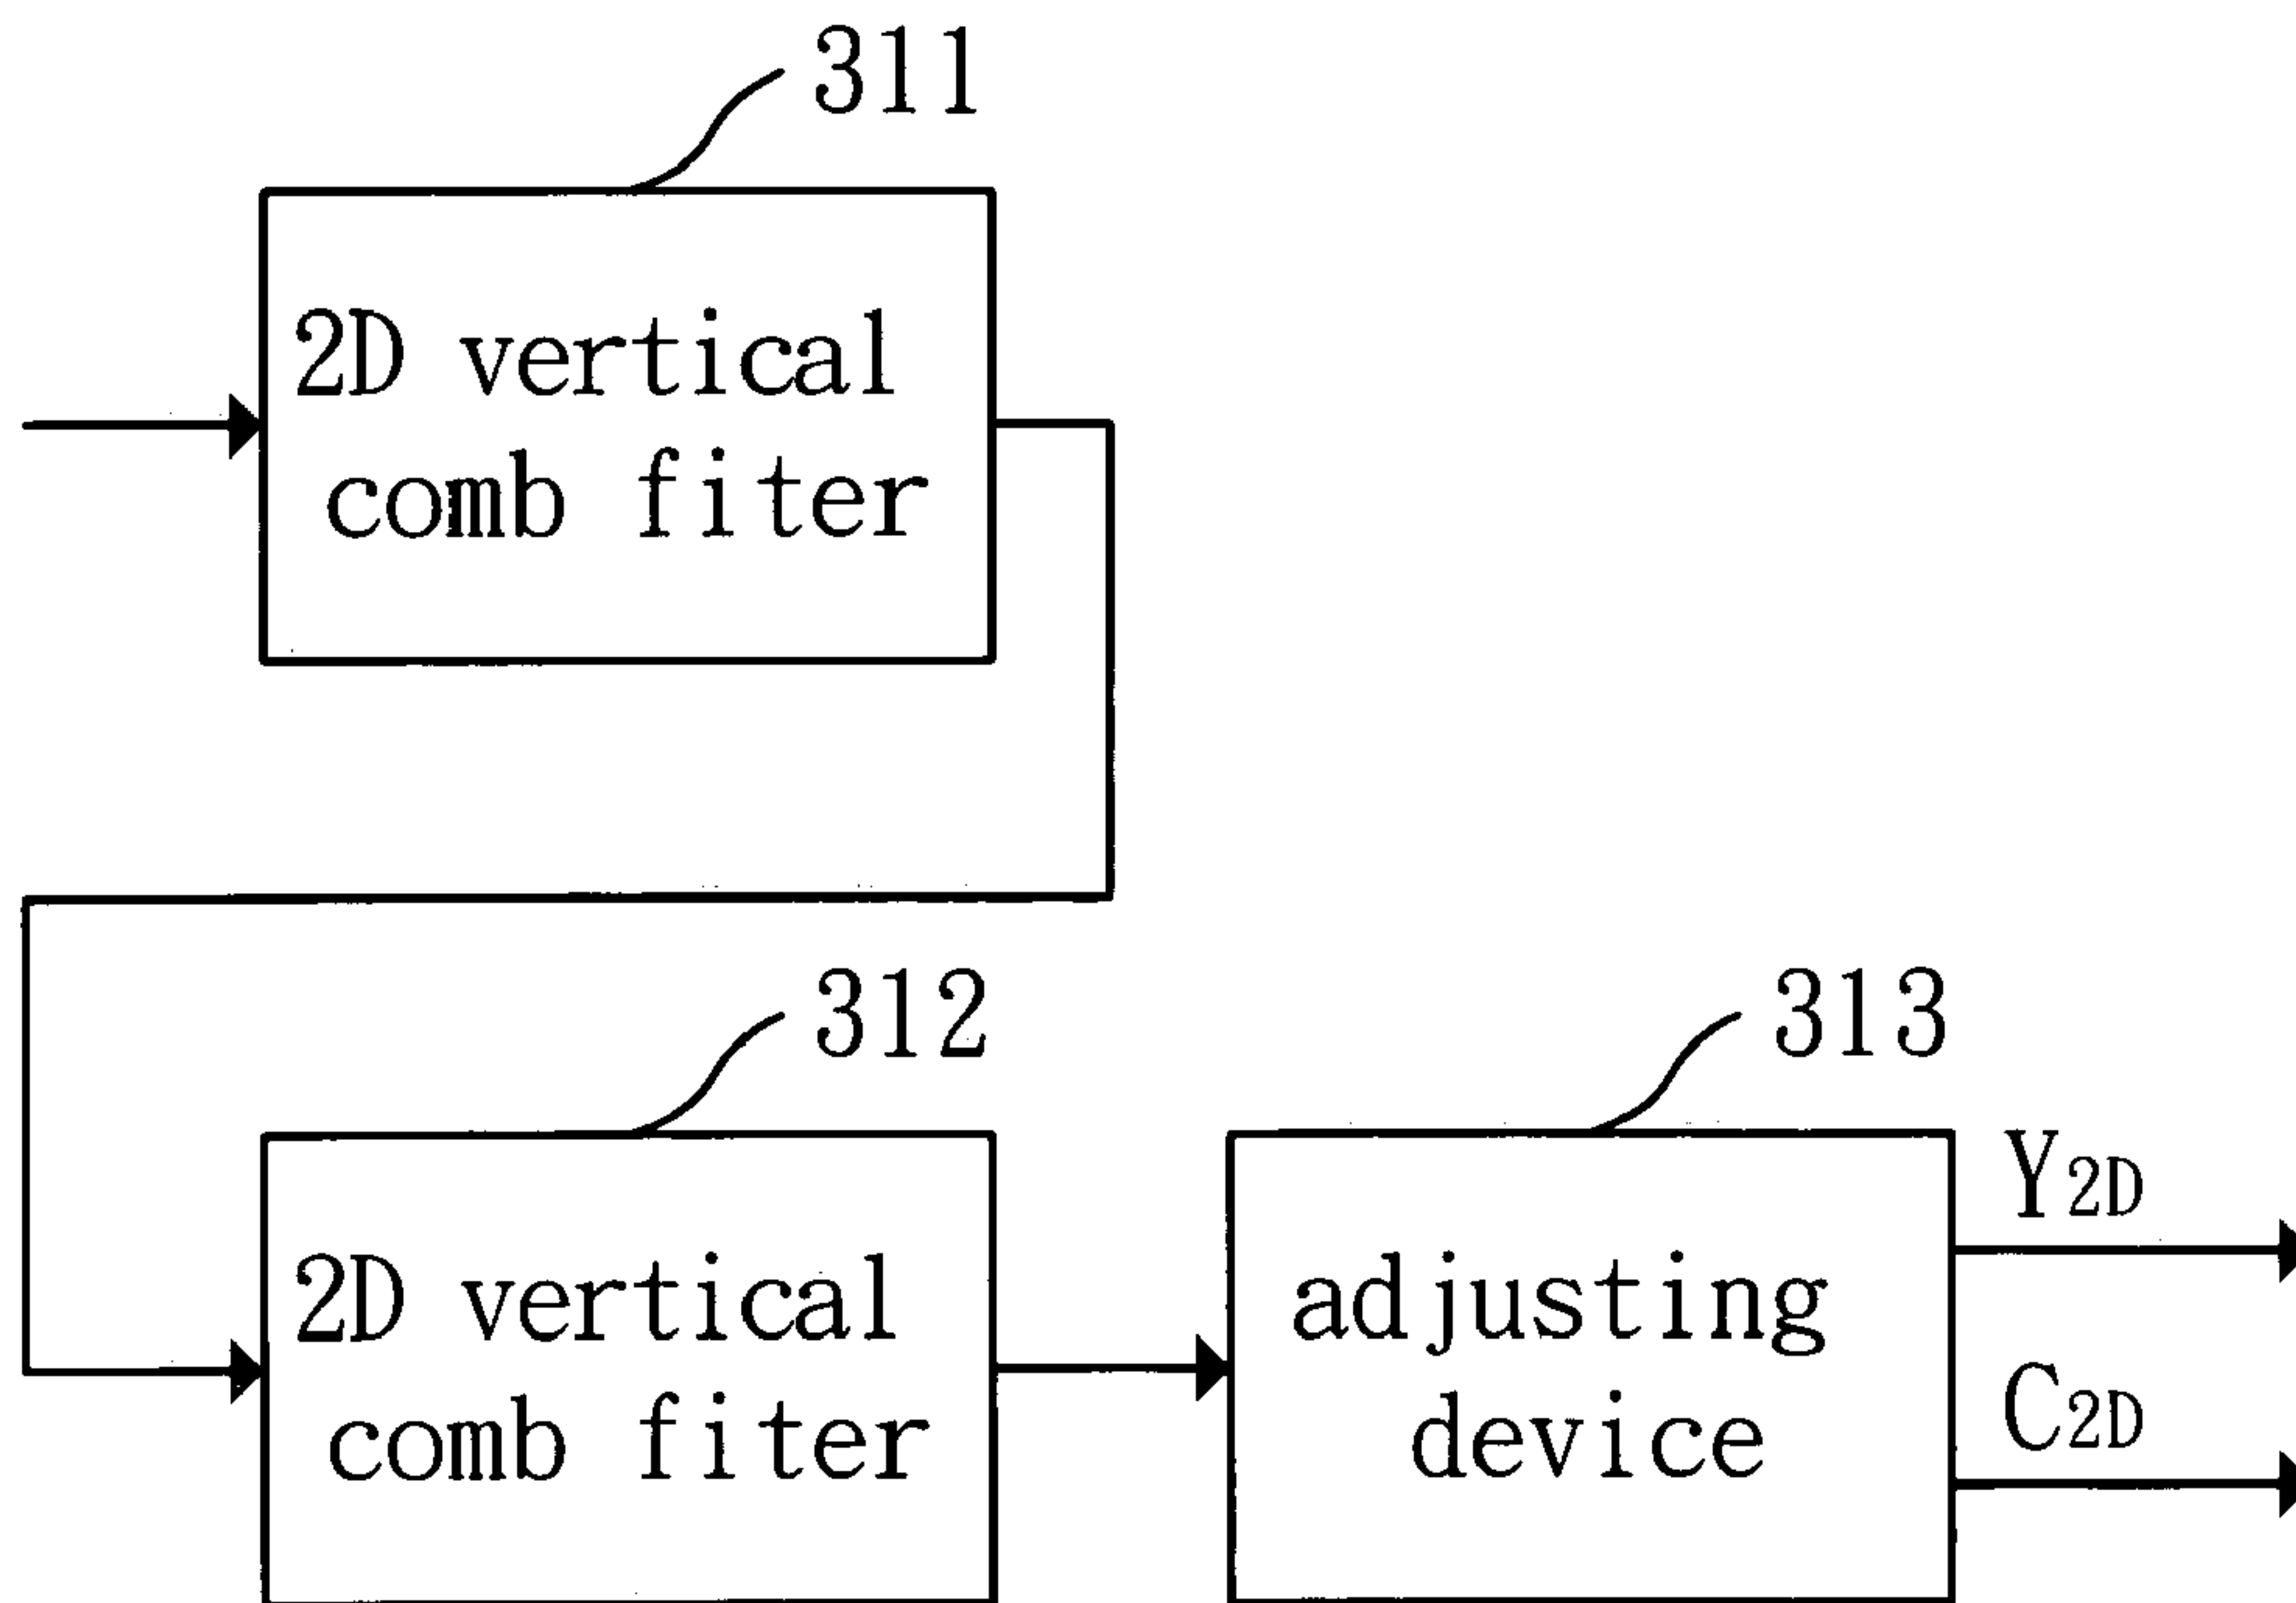 311
2D vertical
comb fiter
312
313
2D vertical
comb fiter
adjusting
device
Y2D
C2D